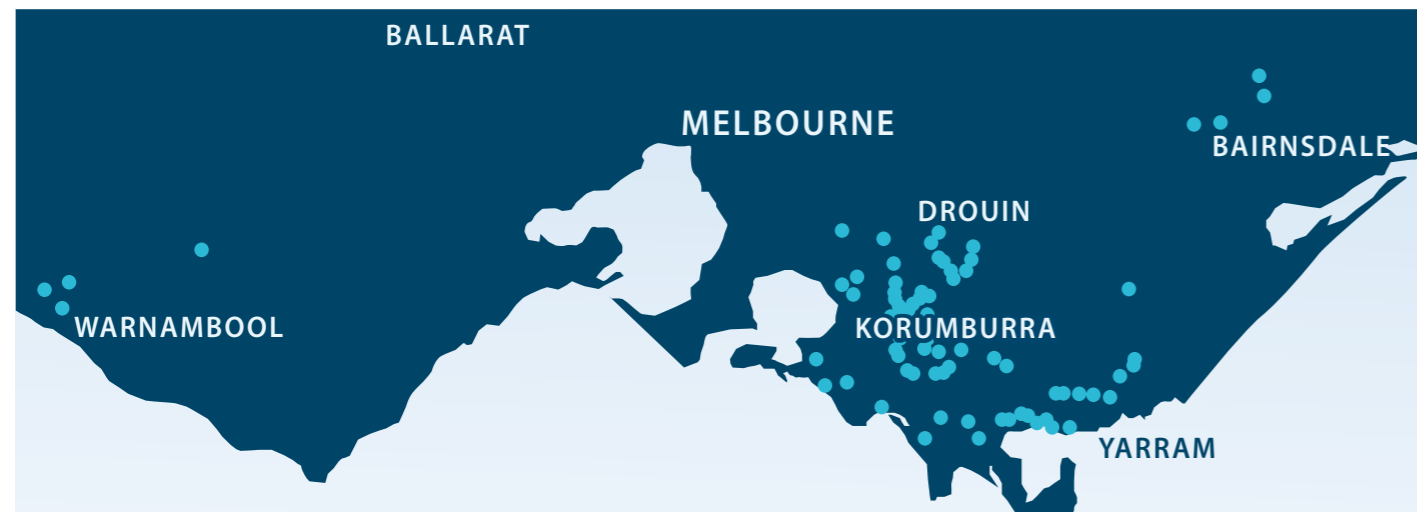 BALLARAT
MELBOURNE
BAIRNSDALE
DROUIN
WARNAMBOOL
KORUMBURRA
YARRAM